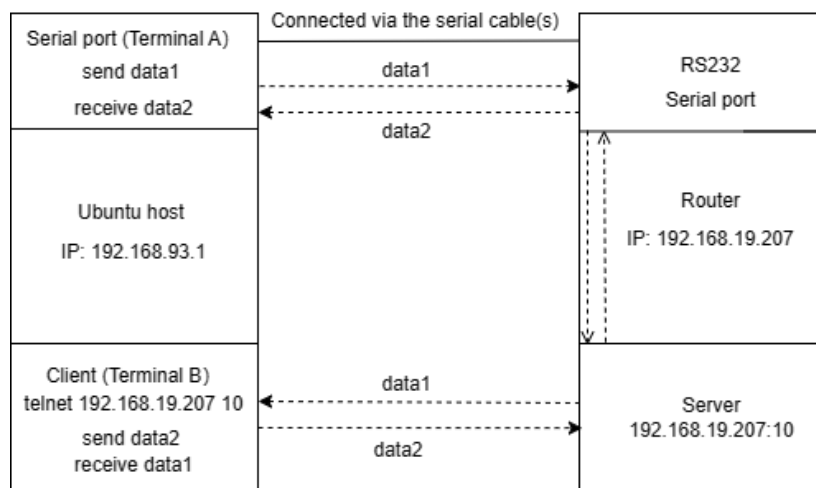 Connected via the serial cable(s)
Serial port (Terminal A)
send data1
receive data2
data1
data2
RS232
Serial port
Ubuntu host
IP: 192.168.93.1
Router
IP: 192.168.19.207
Client (Terminal B)
telnet 192.168.19.207 10
send data2
receive data1
data1
data2
Server
192.168.19.207:10